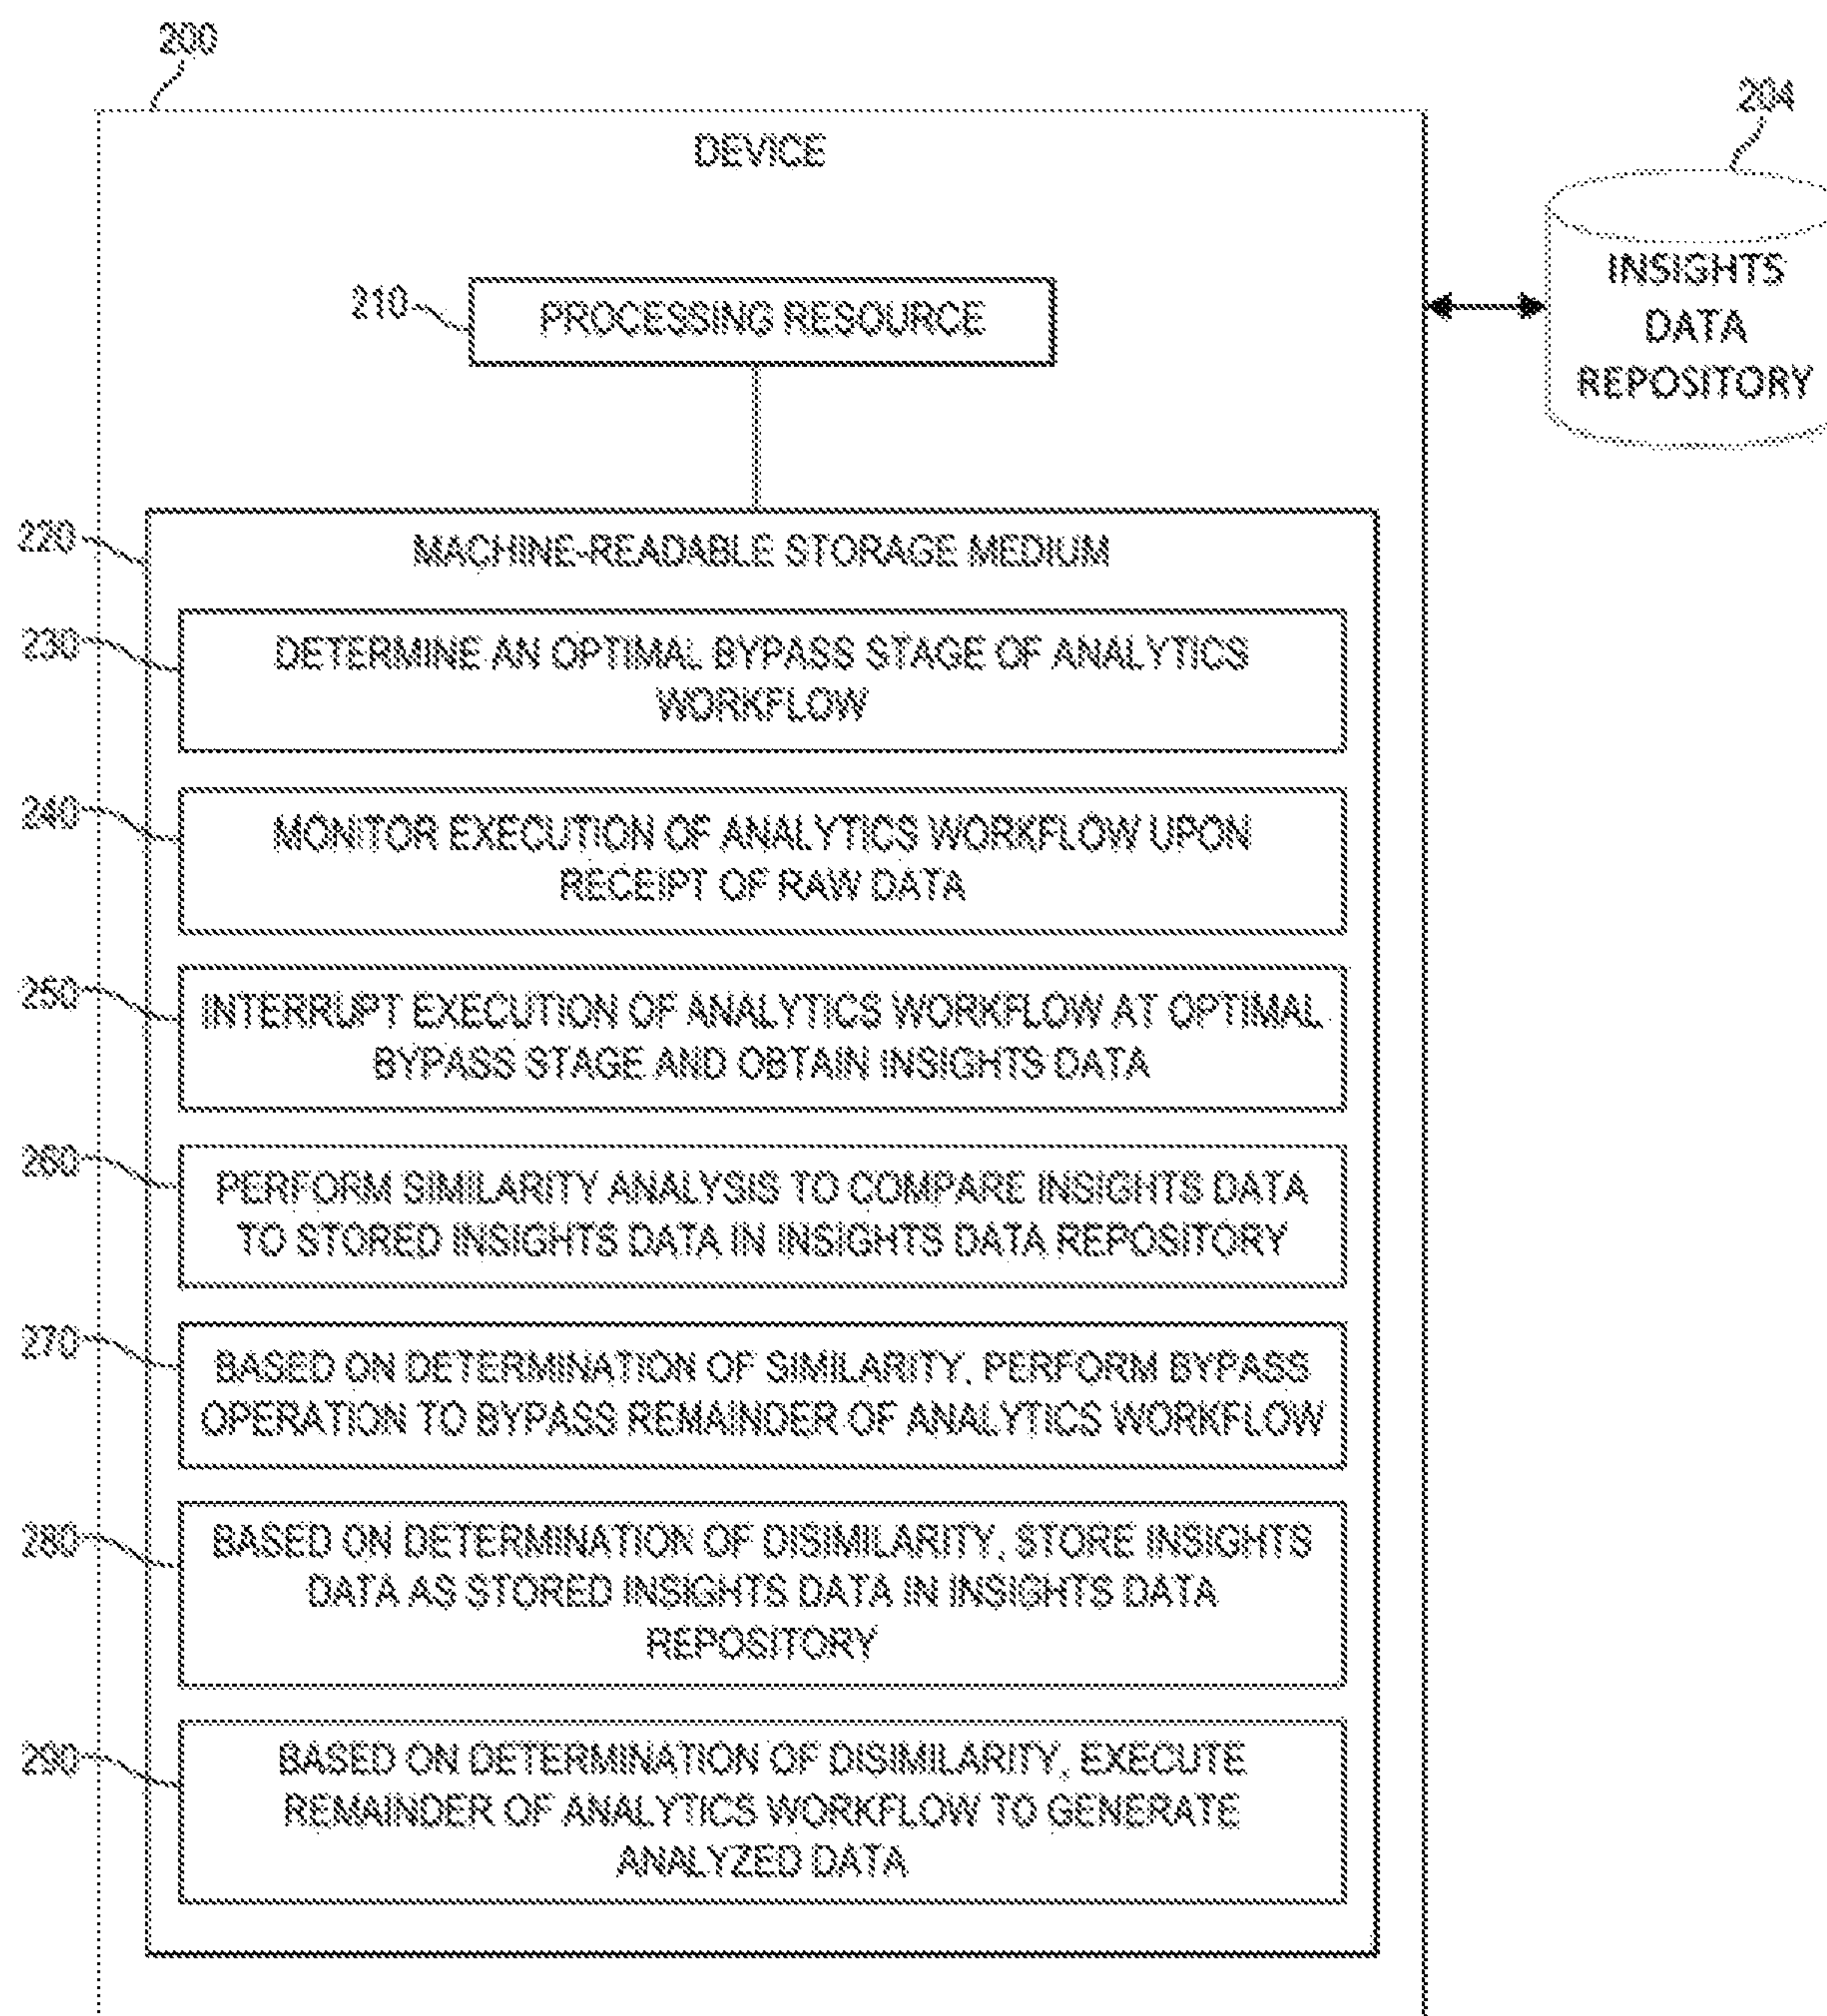 200
204
DEVICE
INSIGHTS
DATA
REPOSITORY
210
PROCESSING RESOURCE
220
MACHINE-READABLE STORAGE MEDIUM
230
DETERMINE AN OPTIMAL BYPASS STAGE OF ANALYTICS
WORKFLOW
240
MONITOR EXECUTION OF ANALYTICS WORKFLOW UPON
RECEIPT OF RAW DATA
250
INTERRUPT EXECUTION OF ANALYTICS WORKFLOW AT OPTIMAL
BYPASS STAGE AND OBTAIN INSIGHTS DATA
260
PERFORM SIMILARITY ANALYSIS TO COMPARE INSIGHTS DATA
TO STORED INSIGHTS DATA IN INSIGHTS DATA REPOSITORY
270
BASED ON DETERMINATION OF SIMILARITY, PERFORM BYPASS
OPERATION TO BYPASS REMAINDER OF ANALYTICS WORKFLOW
280
BASED ON DETERMINATION OF DISIMILARITY, STORE INSIGHTS
DATA AS STORED INSIGHTS DATA IN INSIGHTS DATA
REPOSITORY
290
BASED ON DETERMINATION OF DISIMILARITY, EXECUTE
REMAINDER OF ANALYTICS WORKFLOW TO GENERATE
ANALYZED DATA